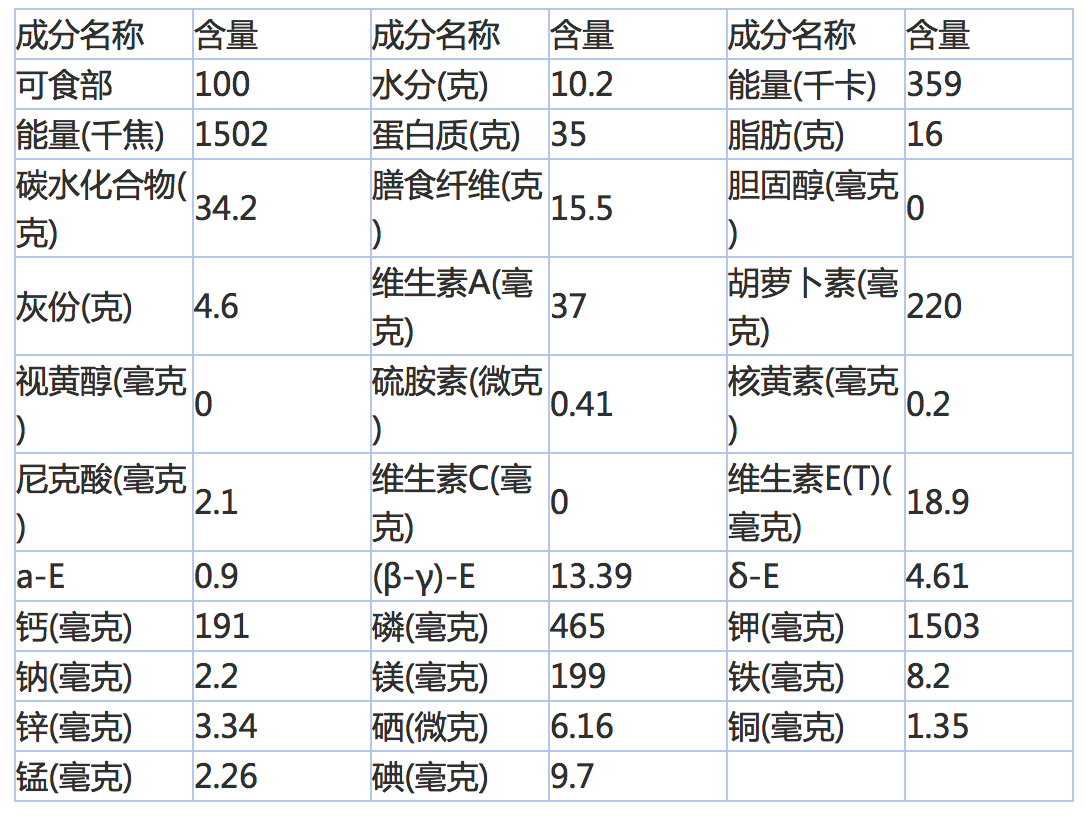 成分名称 含量 成分名称 含量 成分名称 含量
可食部 100 水分(克) 10.2 能量(千卡) 359
能量(千焦) 1502 蛋白质(克) 35 脂肪(克) 16
碳水化合物(
克) 34.2 膳食纤维(克
) 15.5 胆固醇(毫克
) 0
灰份(克) 4.6 维生素A(毫
克) 37 胡萝卜素(毫
克) 220
视黄醇(毫克
) 0 硫胺素(微克
) 0.41 核黄素(毫克
) 0.2
尼克酸(毫克
) 2.1 维生素C(毫
克) 0 维生素E(T)(
毫克) 18.9
a-E 0.9 (β-γ)-E 13.39 δ-E 4.61
钙(毫克) 191 磷(毫克) 465 钾(毫克) 1503
钠(毫克) 2.2 镁(毫克) 199 铁(毫克) 8.2
锌(毫克) 3.34 硒(微克) 6.16 铜(毫克) 1.35
锰(毫克) 2.26 碘(毫克) 9.7